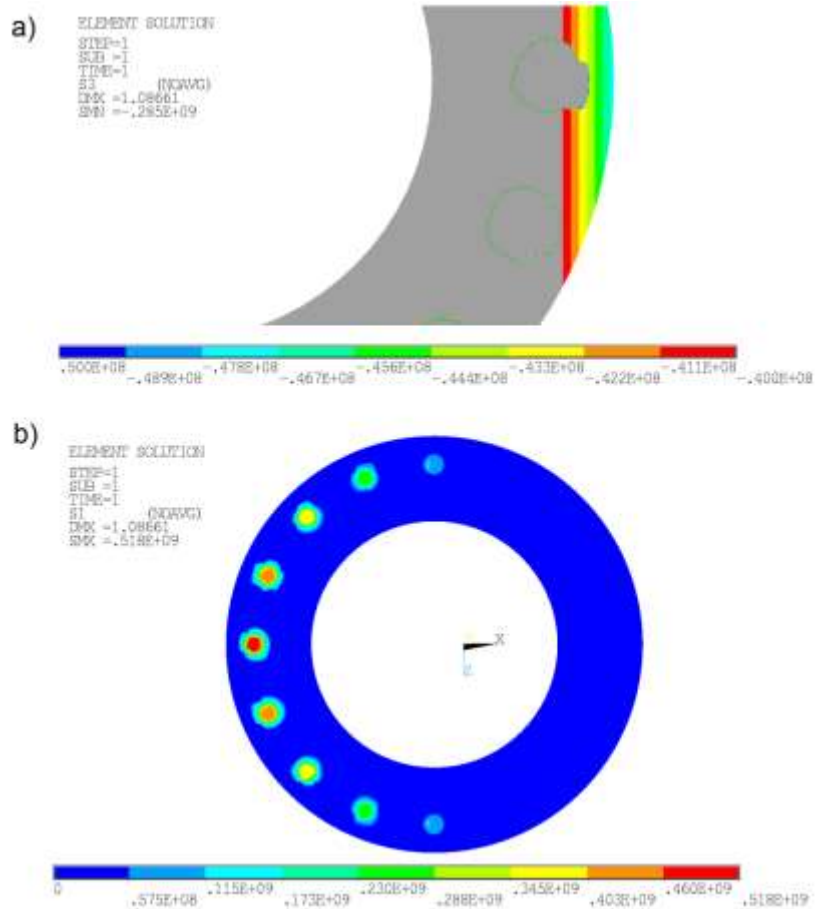 a)
ELEMENT SOLUTION
STEP=1
SUB =1
TIME=1
S3 (NOAVG)
DMX =1.08661
SMN =-.285E+09
.500E+08 -.489E+08 -.478E+08 -.467E+08 -.456E+08 -.444E+08 -.433E+08 -.422E+08 -.411E+08 -.400E+08
b)
ELEMENT SOLUTION
STEP=1
SUB =1
TIME=1
S1 (NOAVG)
DMX =1.08661
SMX =.518E+09
X
Z
0 .575E+08 .115E+09 .173E+09 .230E+09 .288E+09 .345E+09 .403E+09 .460E+09 .518E+09